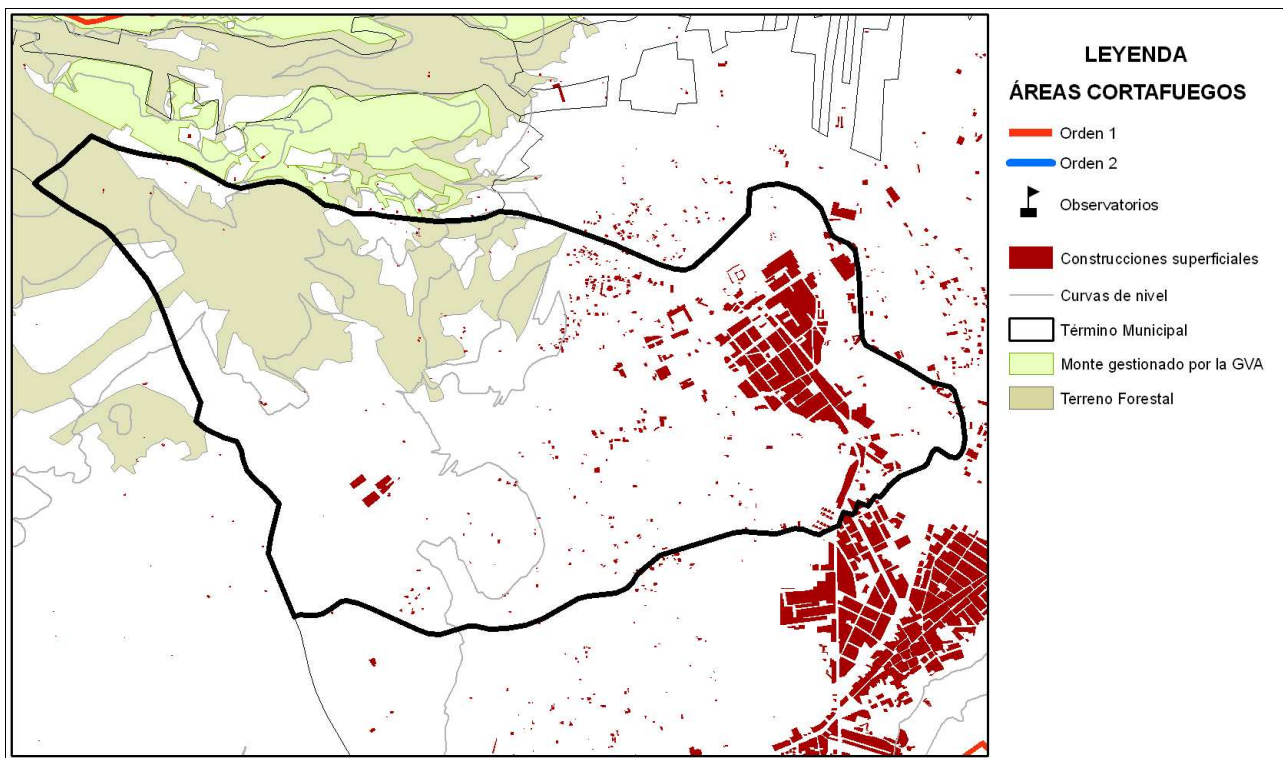 LEYENDA
ÁREAS CORTAFUEGOS
Orden 1
Orden 2
Observatorios
Construcciones superficiales
Curvas de nivel
Término Municipal
Monte gestionado por la GVA
Terreno Forestal